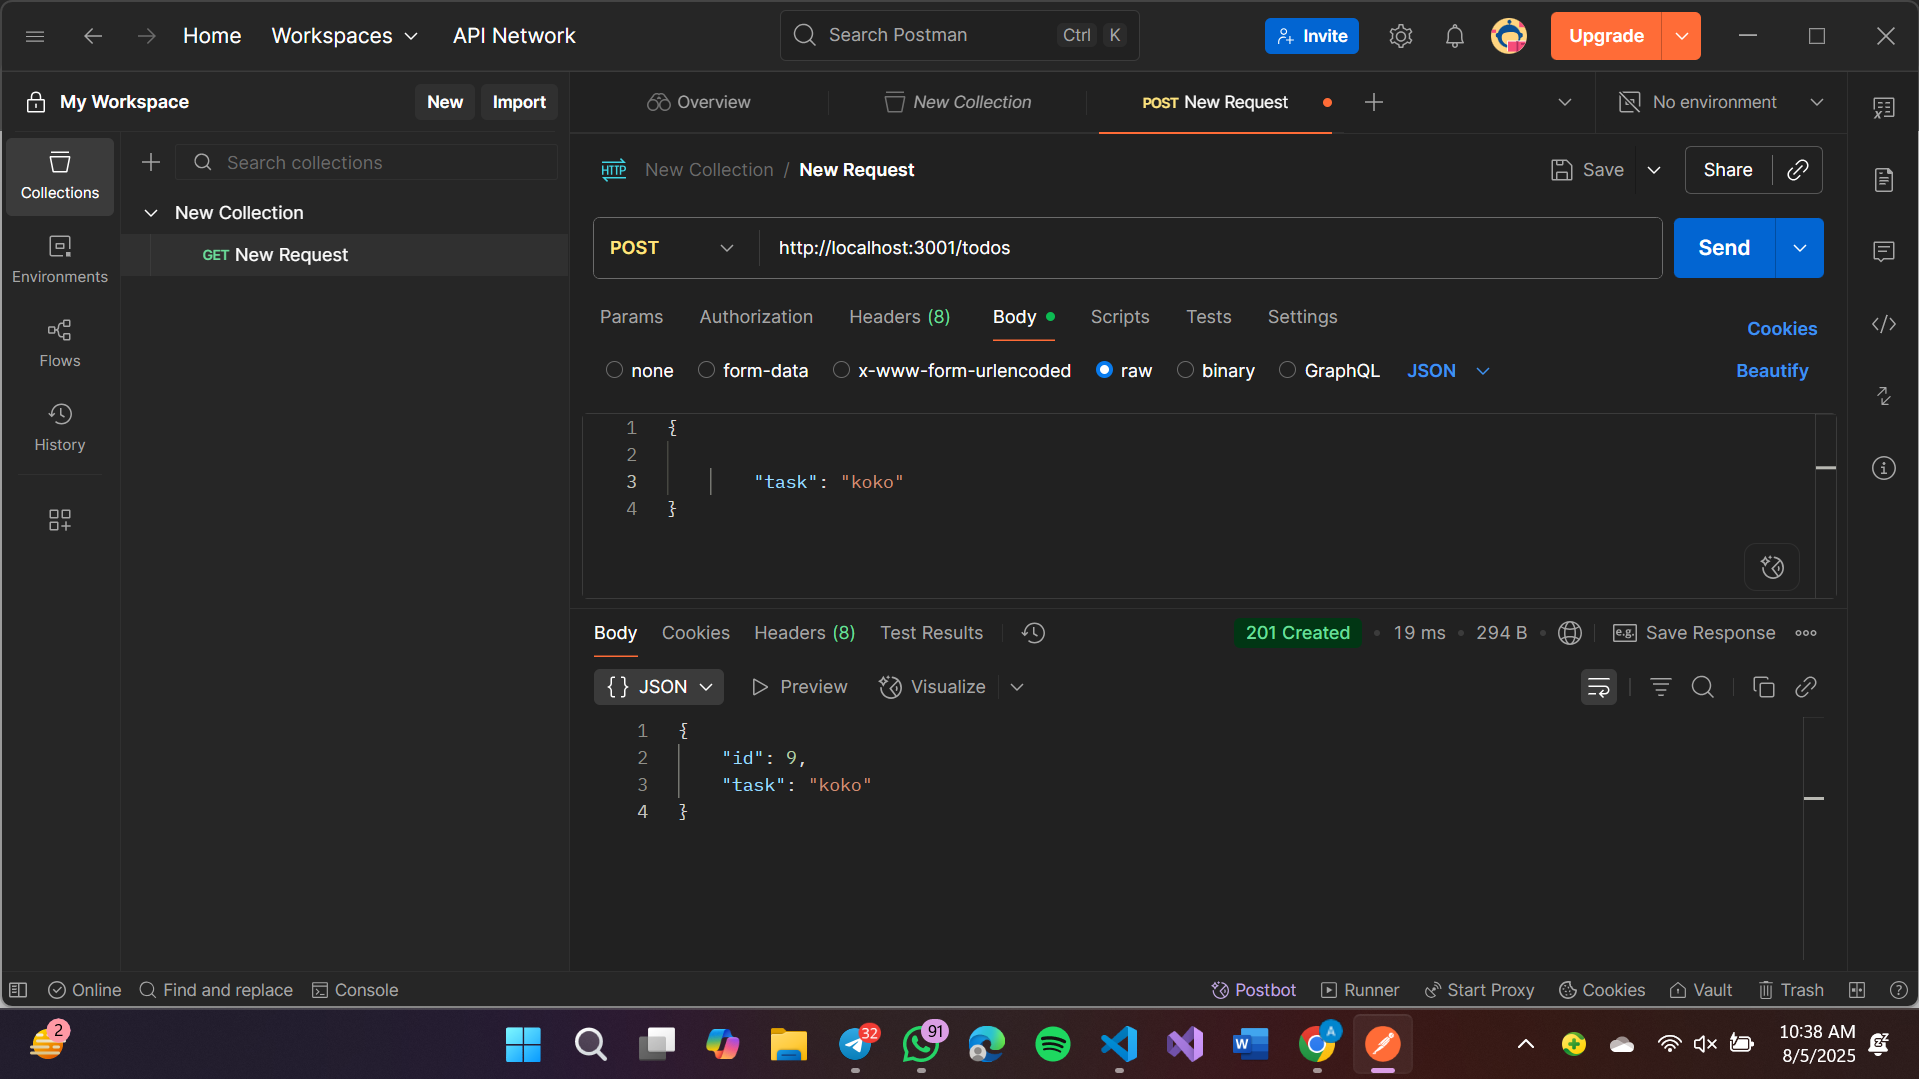 Home Workspaces API Network Search Postman Ctrl K Invite Upgrade
My Workspace New Import Overview New Collection POST New Request No environment
Collections
Environments
Flows
History
Search collections
New Collection
GET New Request
HTTP New Collection / New Request Save Share
POST http://localhost:3001/todos Send
Params Authorization Headers (8) Body Scripts Tests Settings Cookies
none form-data x-www-form-urlencoded raw binary GraphQL JSON Beautify
1 {
2
3 "task": "koko"
4 }
Body Cookies Headers (8) Test Results 201 Created • 19 ms • 294 B • e.g. Save Response
{} JSON Preview Visualize
1 {
2 "id": 9,
3 "task": "koko"
4 }
Online Find and replace Console Postbot Runner Start Proxy Cookies Vault Trash
2 32 91 W A 10:38 AM
8/5/2025